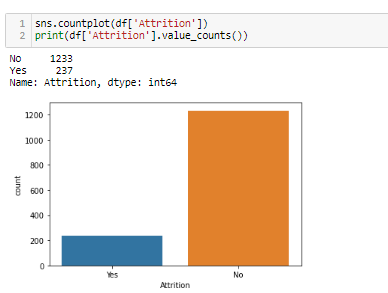 1 sns.countplot(df['Attrition'])
2 print(df['Attrition'].value_counts())
No 1233
Yes 237
Name: Attrition, dtype: int64
1200
1000
800
600
400
200
0
count
Yes No
Attrition